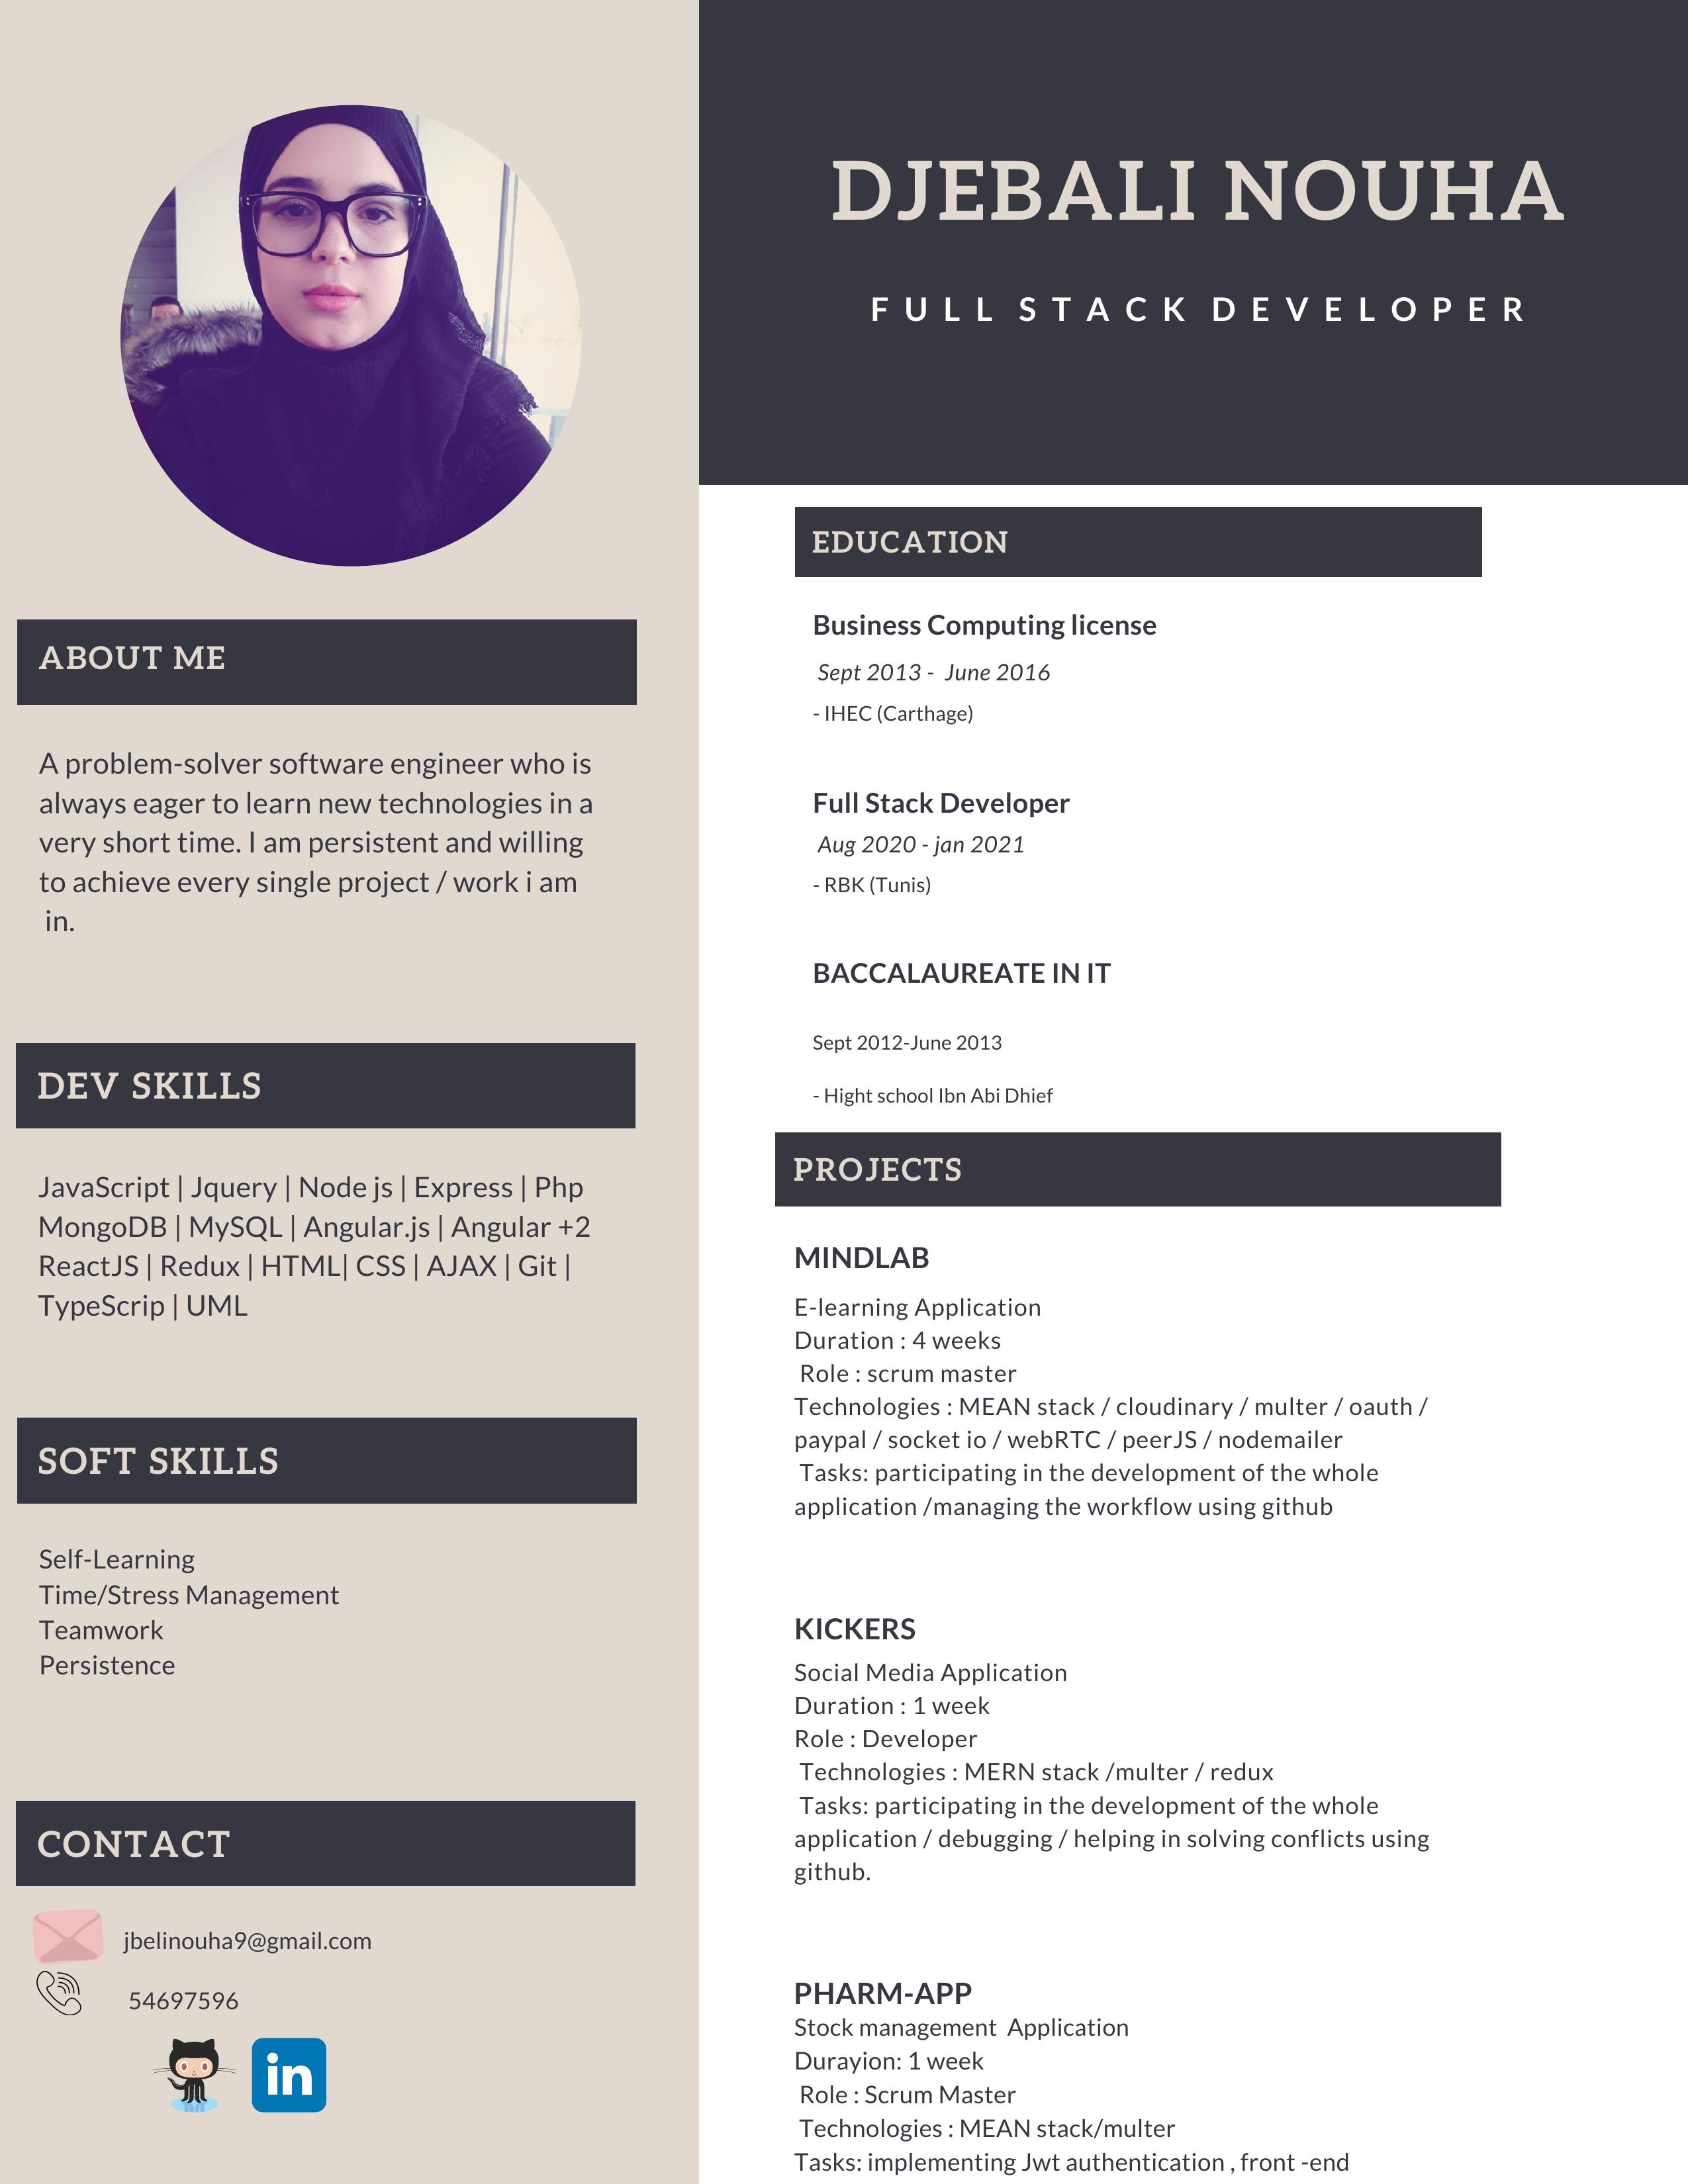 DJEBALI NOUHA
FULL STACK DEVELOPER
ABOUT ME
A problem-solver software engineer who is
always eager to learn new technologies in a
very short time. I am persistent and willing
to achieve every single project / work i am
in.
DEV SKILLS
JavaScript | Jquery | Node js | Express | Php
MongoDB | MySQL | Angular.js | Angular +2
ReactJS | Redux | HTML| CSS | AJAX | Git |
TypeScrip | UML
SOFT SKILLS
Self-Learning
Time/Stress Management
Teamwork
Persistence
CONTACT
jbelinouha9@gmail.com
54697596
in
EDUCATION
Business Computing license
Sept 2013 - June 2016
- IHEC (Carthage)
Full Stack Developer
Aug 2020 - jan 2021
- RBK (Tunis)
BACCALAUREATE IN IT
Sept 2012-June 2013
- Hight school Ibn Abi Dhief
PROJECTS
MINDLAB
E-learning Application
Duration : 4 weeks
Role : scrum master
Technologies : MEAN stack / cloudinary / multer / oauth /
paypal / socket io / webRTC / peerJS / nodemailer
Tasks: participating in the development of the whole
application /managing the workflow using github
KICKERS
Social Media Application
Duration : 1 week
Role : Developer
Technologies : MERN stack /multer / redux
Tasks: participating in the development of the whole
application / debugging / helping in solving conflicts using
github.
PHARM-APP
Stock management Application
Durayion: 1 week
Role : Scrum Master
Technologies : MEAN stack/multer
Tasks: implementing Jwt authentication , front -end